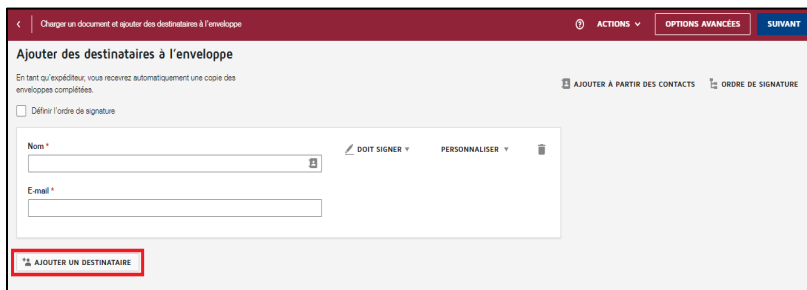 Charger un document et ajouter des destinataires à l'enveloppe
ACTIONS
OPTIONS AVANCÉES
SUIVANT
Ajouter des destinataires à l'enveloppe
En tant qu'expéditeur, vous recevrez automatiquement une copie des
enveloppes complétées.
AJOUTER À PARTIR DES CONTACTS
ORDRE DE SIGNATURE
Définir l'ordre de signature
Nom *
DOIT SIGNER
PERSONNALISER
E-mail *
AJOUTER UN DESTINATAIRE